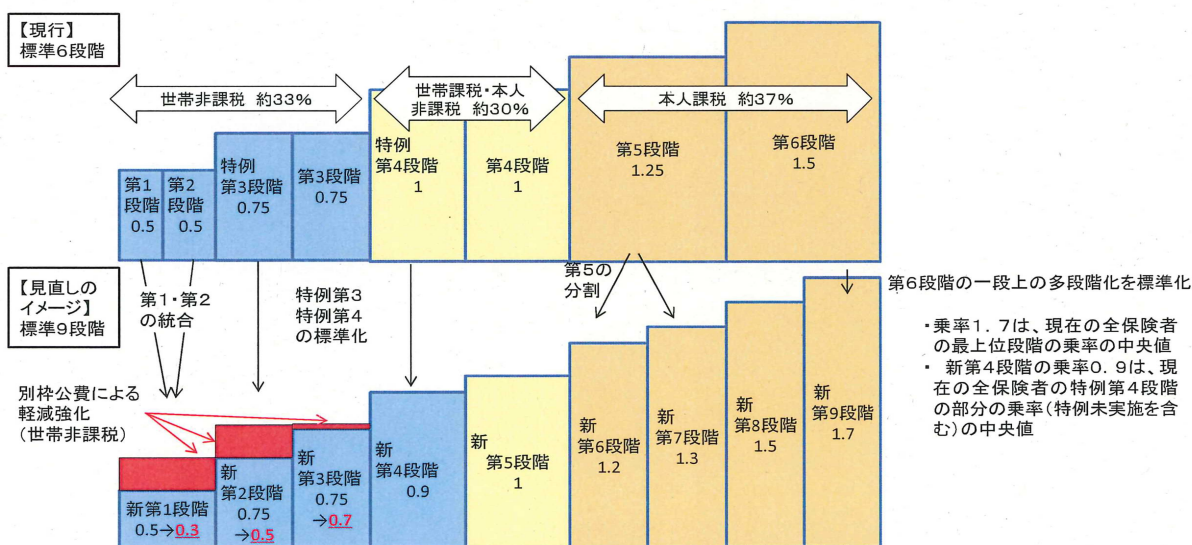 【現行】
標準6段階
世帯非課税 約33%
世帯課税・本人
非課税 約30%
本人課税 約37%
第1
段階
0.5
第2
段階
0.5
特例
第3段階
0.75
第3段階
0.75
特例
第4段階
1
第4段階
1
第5段階
1.25
第6段階
1.5
【見直しの
イメージ】
標準9段階
第1・第2
の統合
特例第3
特例第4
の標準化
第5の
分割
第6段階の一段上の多段階化を標準化
・乗率1.7は、現在の全保険者
の最上位段階の乗率の中央値
・ 新第4段階の乗率0.9は、現
在の全保険者の特例第4段階
の部分の乗率(特例未実施を含
む)の中央値
別枠公費による
軽減強化
(世帯非課税)
新第1段階
0.5→0.3
新
第2段階
0.75
→0.5
新
第3段階
0.75
→0.7
新
第4段階
0.9
新
第5段階
1
新
第6段階
1.2
新
第7段階
1.3
新
第8段階
1.5
新
第9段階
1.7